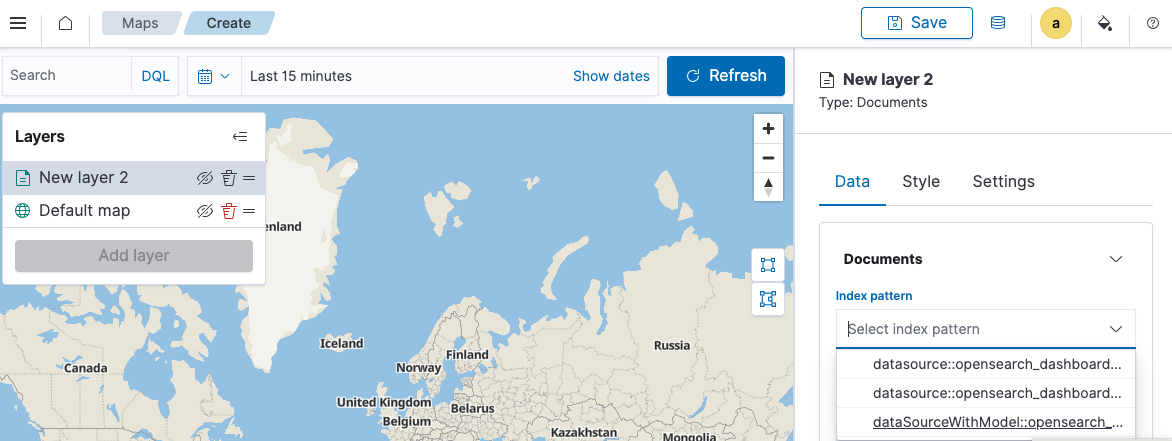 Maps
Create
Save
a
Search
DQL
Last 15 minutes
Show dates
Refresh
New layer 2
Type: Documents
Layers
New layer 2
Default map
Add layer
enland
Iceland
Canada
Finland
Norway
Russia
United Kingdom
Belarus
Belgium
Kazakhstan
Mongolia
Data
Style
Settings
Documents
Index pattern
Select index pattern
datasource::opensearch_dashboard...
datasource::opensearch_dashboard...
dataSourceWithModel::opensearch_...